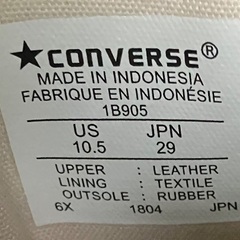 ★CONVERSE®
MADE IN INDONESIA
FABRIQUE EN INDONÉSIE
1B905
US JPN
10.5 29
UPPER : LEATHER
LINING : TEXTILE
OUTSOLE : RUBBER
6X 1804 JPN